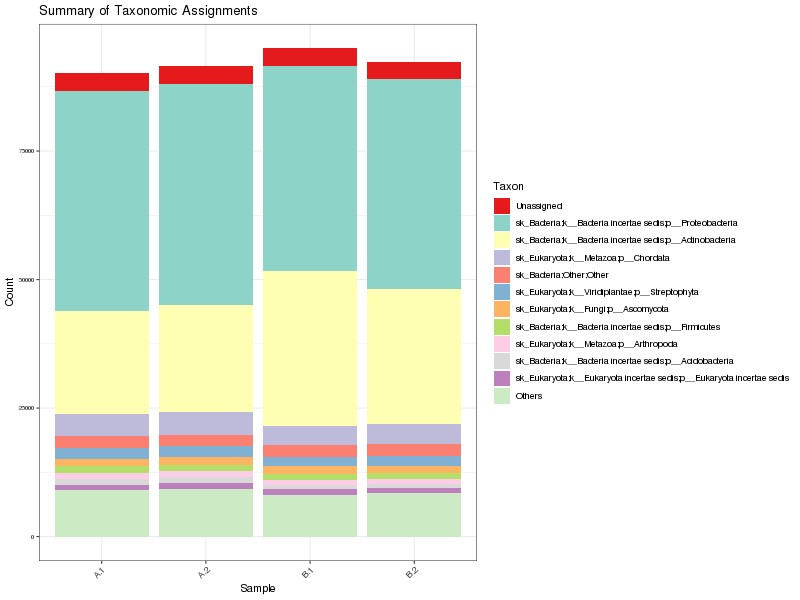 Summary of Taxonomic Assignments
75000
50000
25000
0
Count
A.1
A.2
B.1
B.2
Sample
Taxon
Unassigned
sk_Bacteria;k__Bacteria incertae sedis;p__Proteobacteria
sk_Bacteria;k__Bacteria incertae sedis;p__Actinobacteria
sk_Eukaryota;k__Metazoa;p__Chordata
sk_Bacteria;Other;Other
sk_Eukaryota;k__Viridiplantae;p__Streptophyta
sk_Eukaryota;k__Fungi;p__Ascomycota
sk_Bacteria;k__Bacteria incertae sedis;p__Firmicutes
sk_Eukaryota;k__Metazoa;p__Arthropoda
sk_Bacteria;k__Bacteria incertae sedis;p__Acidobacteria
sk_Eukaryota;k__Eukaryota incertae sedis;p__Eukaryota incertae sedis
Others